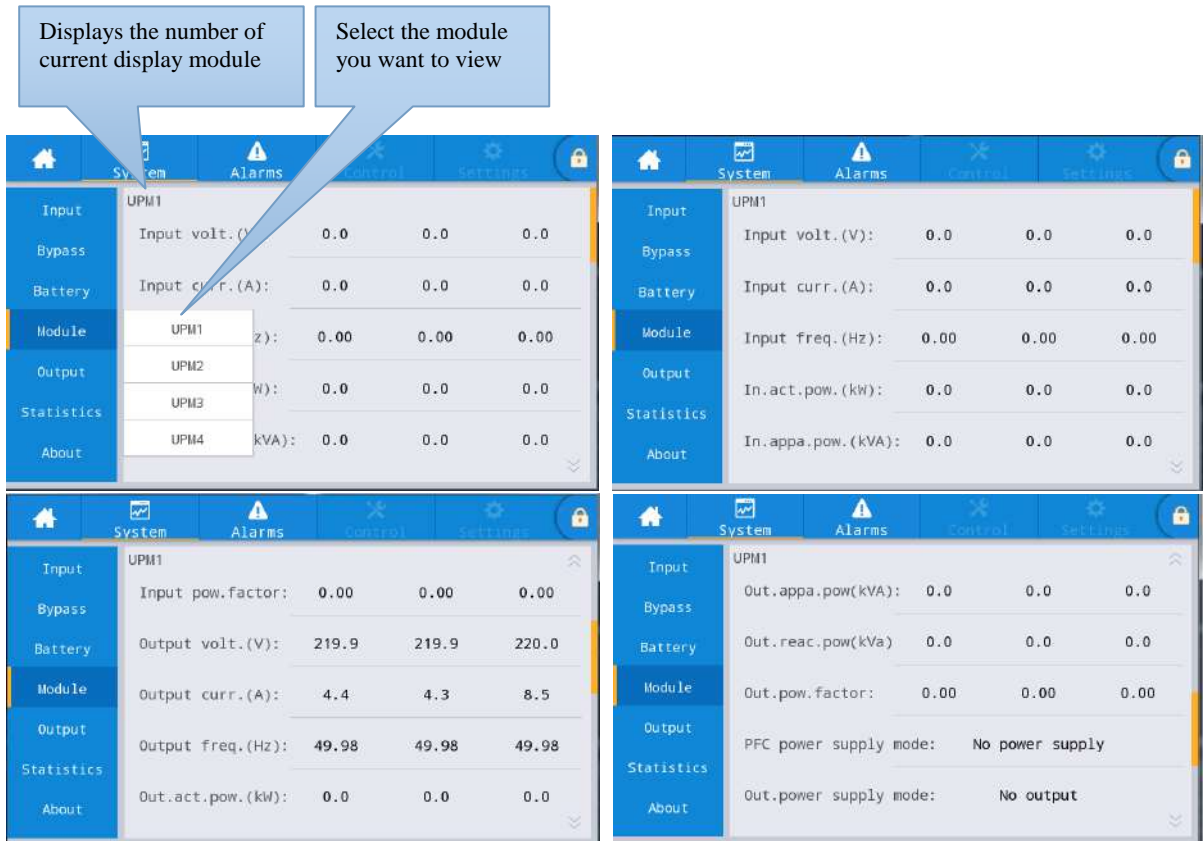 Displays the number of
current display module
Select the module
you want to view
System
Alarms
Control
Settings
Input
Bypass
Battery
Module
Output
Statistics
About
UPM1
Input volt.(V
0.0 0.0 0.0
Input curr.(A): 0.0 0.0 0.0
z): 0.00 0.00 0.00
W): 0.0 0.0 0.0
kVA): 0.0 0.0 0.0
UPM1
UPM2
UPM3
UPM4
System
Alarms
Control
Settings
Input
Bypass
Battery
Module
Output
Statistics
About
UPM1
Input volt.(V): 0.0 0.0 0.0
Input curr.(A): 0.0 0.0 0.0
Input freq.(Hz): 0.00 0.00 0.00
In.act.pow.(kW): 0.0 0.0 0.0
In.appa.pow.(kVA): 0.0 0.0 0.0
System
Alarms
Control
Settings
Input
Bypass
Battery
Module
Output
Statistics
About
UPM1
Input pow.factor: 0.00 0.00 0.00
Output volt.(V): 219.9 219.9 220.0
Output curr.(A): 4.4 4.3 8.5
Output freq.(Hz): 49.98 49.98 49.98
Out.act.pow.(kW): 0.0 0.0 0.0
System
Alarms
Control
Settings
Input
Bypass
Battery
Module
Output
Statistics
About
UPM1
Out.appa.pow(kVA): 0.0 0.0 0.0
Out.reac.pow(kVa) 0.0 0.0 0.0
Out.pow.factor: 0.00 0.00 0.00
PFC power supply mode: No power supply
Out.power supply mode: No output